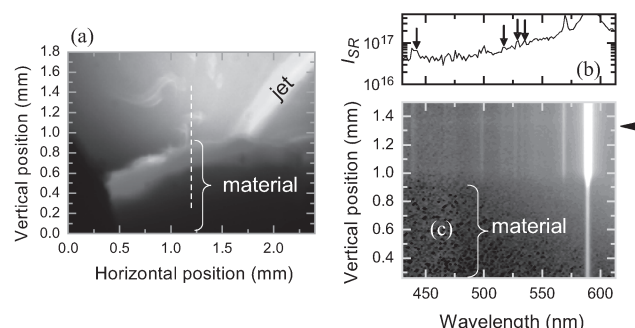 (a)
1.8
1.6
1.4
1.2
1.0
0.8
0.6
0.4
0.2
0.0
Vertical position (mm)
jet
material
0.0 0.5 1.0 1.5 2.0
Horizontal position (mm)
I_SR
10^17
10^16
(b)
Vertical position (mm)
1.4
1.2
1.0
0.8
0.6
0.4
(c)
material
450 500 550 600
Wavelength (nm)